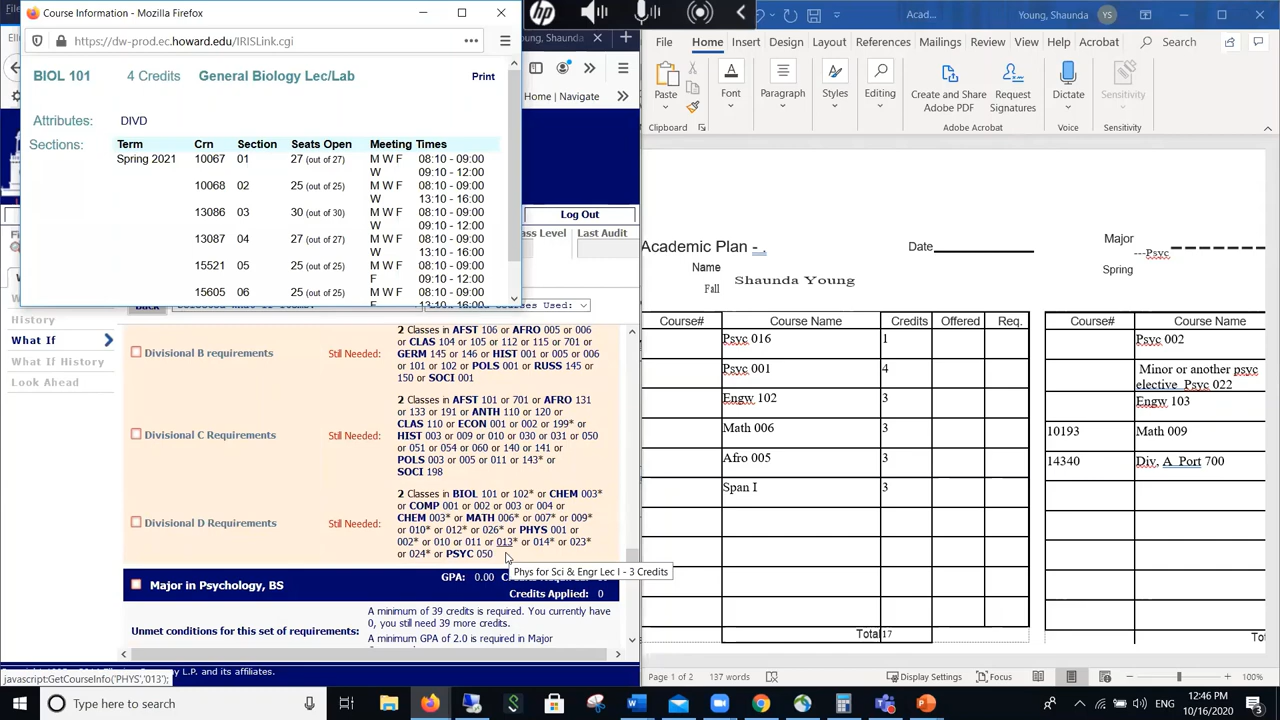 Course Information - Mozilla Firefox
https://dw-prod.ec.howard.edu/IRISLink.cgi
BIOL 101 4 Credits General Biology Lec/Lab Print
Attributes: DIVD
Sections: Term Crn Section Seats Open Meeting Times
Spring 2021 10067 01 27 (out of 27) M W F 08:10 - 09:00
W 09:10 - 12:00
10068 02 25 (out of 25) M W F 08:10 - 09:00
W 13:10 - 16:00
13086 03 30 (out of 30) M W F 08:10 - 09:00
W 09:10 - 12:00
13087 04 27 (out of 27) M W F 08:10 - 09:00
W 13:10 - 16:00
15521 05 25 (out of 25) M W F 08:10 - 09:00
F 09:10 - 12:00
15605 06 25 (out of 25) M W F 08:10 - 09:00
F 13:10 - 16:00
hp
Young, Shaunda
Home | Navigate
Log Out
Class Level Last Audit
Back
Courses Used:
History
What If
What If History
Look Ahead
2 Classes in AFST 106 or AFRO 005 or 006
or CLAS 104 or 105 or 112 or 115 or 701 or
GERM 145 or 146 or HIST 001 or 005 or 006
or 101 or 102 or POLS 001 or RUSS 145 or
150 or SOCI 001
Divisional B requirements Still Needed:
2 Classes in AFST 101 or 701 or AFRO 131
or 133 or 191 or ANTH 110 or 120 or
CLAS 110 or ECON 001 or 002 or 199* or
HIST 003 or 009 or 010 or 030 or 031 or 050
or 051 or 054 or 060 or 140 or 141 or
POLS 003 or 005 or 011 or 143* or
SOCI 198
Divisional C Requirements Still Needed:
2 Classes in BIOL 101 or 102* or CHEM 003*
or COMP 001 or 002 or 003 or 004 or
CHEM 003* or MATH 006* or 007* or 009*
or 010* or 012* or 026* or PHYS 001 or
002* or 010 or 011 or 013* or 014* or 023*
or 024* or PSYC 050
Divisional D Requirements Still Needed:
Phys for Sci & Engr Lec I - 3 Credits
Major in Psychology, BS GPA: 0.00
Credits Applied: 0
Unmet conditions for this set of requirements:
A minimum of 39 credits is required. You currently have
0, you still need 39 more credits.
A minimum GPA of 2.0 is required in Major
L.P. and its affiliates.
javascript:GetCourseInfo('PHYS','013');
Acad... Young, Shaunda YS
File Home Insert Design Layout References Mailings Review View Help Acrobat Search
Paste Font Paragraph Styles Editing Create and Share Adobe PDF Request Signatures Dictate Sensitivity
Clipboard Adobe Acrobat Voice Sensitivity
Academic Plan - . Date Major ---Psyc
Name Shaunda Young
Fall Spring
Course# Course Name Credits Offered Req. Course# Course Name
Psyc 016 1 Psyc 002
Psyc 001 4 Minor or another psyc elective Psyc 022
Engw 102 3 Engw 103
Math 006 3 10193 Math 009
Afro 005 3 14340 Div, A Port 700
Span I 3
Total 17 To
Page 1 of 2 137 words Display Settings Focus 100%
Type here to search
ENG 12:46 PM
10/16/2020